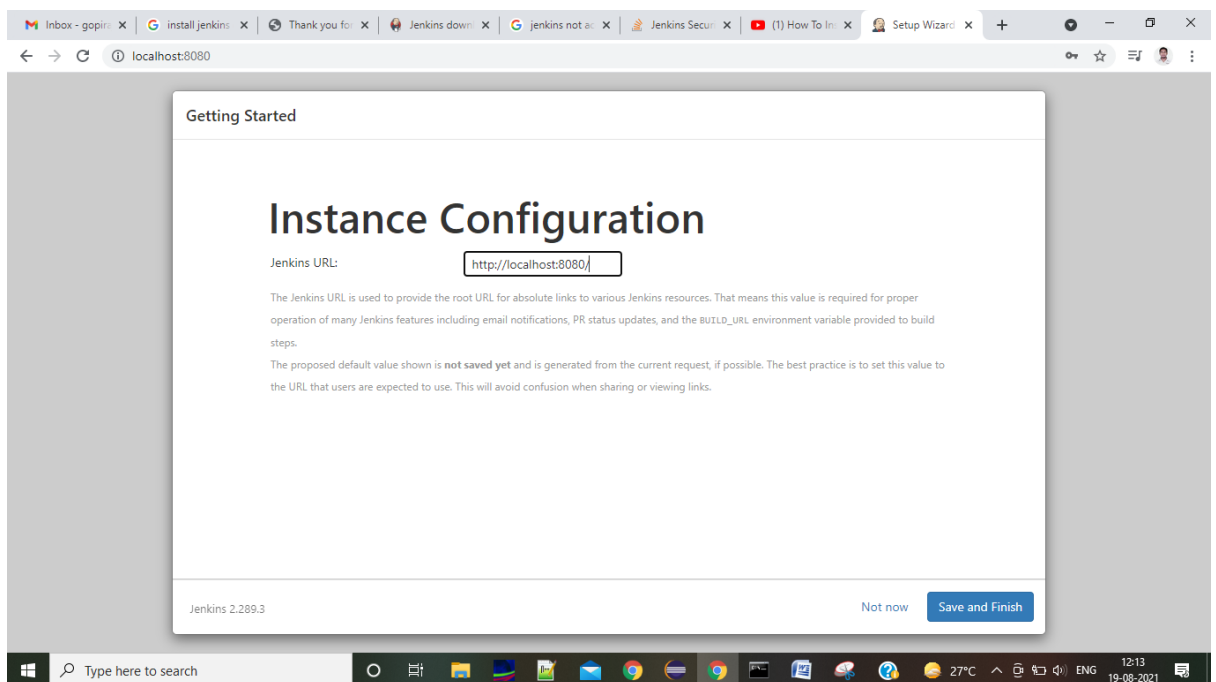 Inbox - gopira
install jenkins
Thank you for
Jenkins down
jenkins not ac
Jenkins Securi
(1) How To Ins
Setup Wizard
localhost:8080
Getting Started
Instance Configuration
Jenkins URL: http://localhost:8080/
The Jenkins URL is used to provide the root URL for absolute links to various Jenkins resources. That means this value is required for proper
operation of many Jenkins features including email notifications, PR status updates, and the BUILD_URL environment variable provided to build
steps.
The proposed default value shown is not saved yet and is generated from the current request, if possible. The best practice is to set this value to
the URL that users are expected to use. This will avoid confusion when sharing or viewing links.
Jenkins 2.289.3
Not now
Save and Finish
Type here to search
27°C
ENG
12:13
19-08-2021